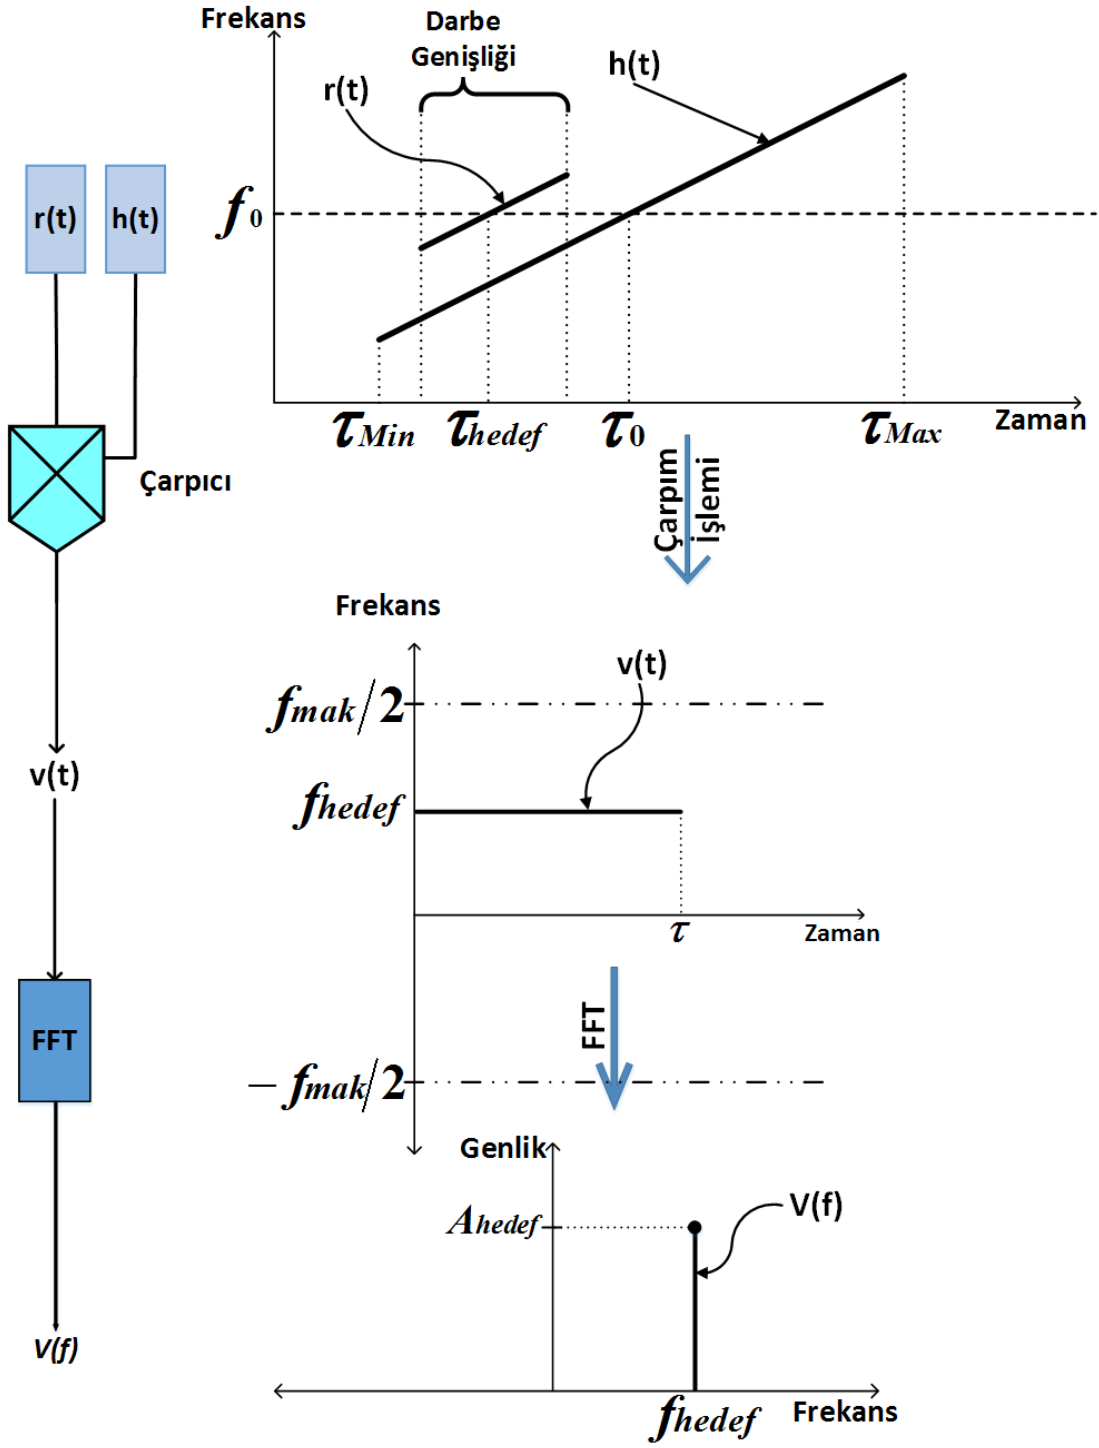 Frekans
Darbe
Genişliği
r(t)
h(t)
r(t)
h(t)
f0
τMin
τhedef
τ0
τMax
Zaman
Çarpıcı
Çarpım
İşlemi
Frekans
v(t)
fmak/2
v(t)
fhedef
τ
Zaman
FFT
FFT
− fmak/2
Genlik
Ahedef
V(f)
V(f)
fhedef
Frekans